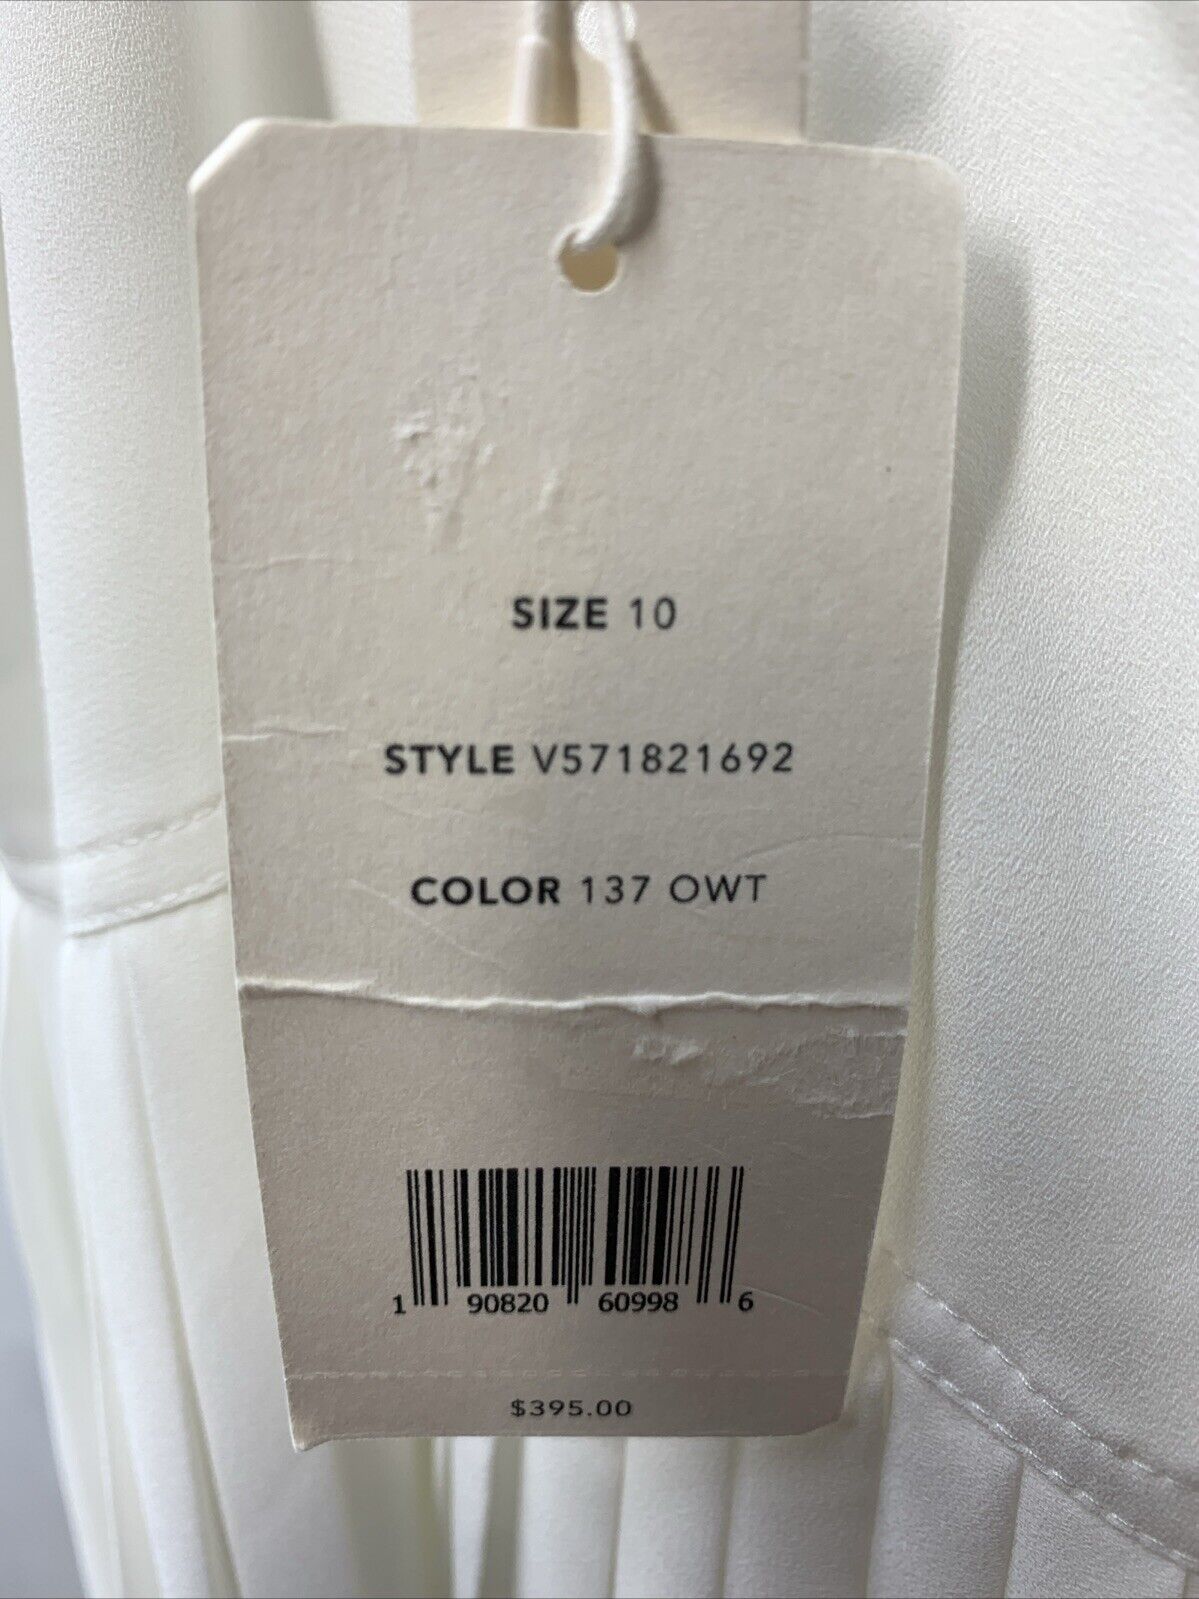 SIZE 10
STYLE V571821692
COLOR 137 OWT
1 90820 60998 6
$395.00